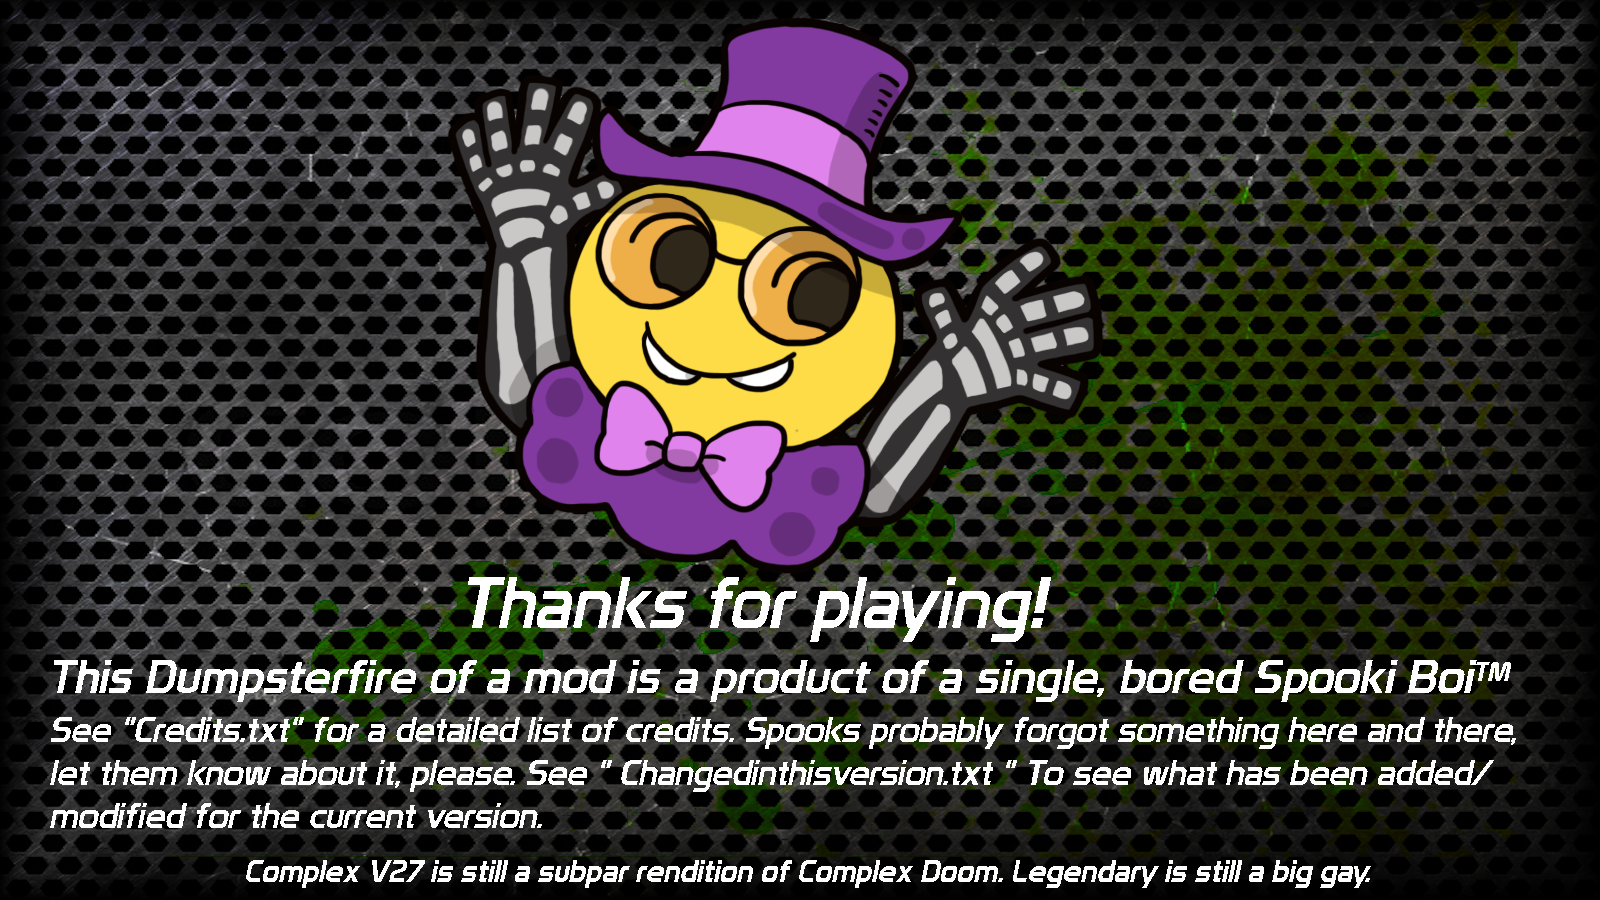 Thanks for playing!
This Dumpsterfire of a mod is a product of a single, bored Spooki Boi™
See "Credits.txt" for a detailed list of credits. Spooks probably forgot something here and there,
let them know about it, please. See " Changedinthisversion.txt " To see what has been added/
modified for the current version.
Complex V27 is still a subpar rendition of Complex Doom. Legendary is still a big gay.